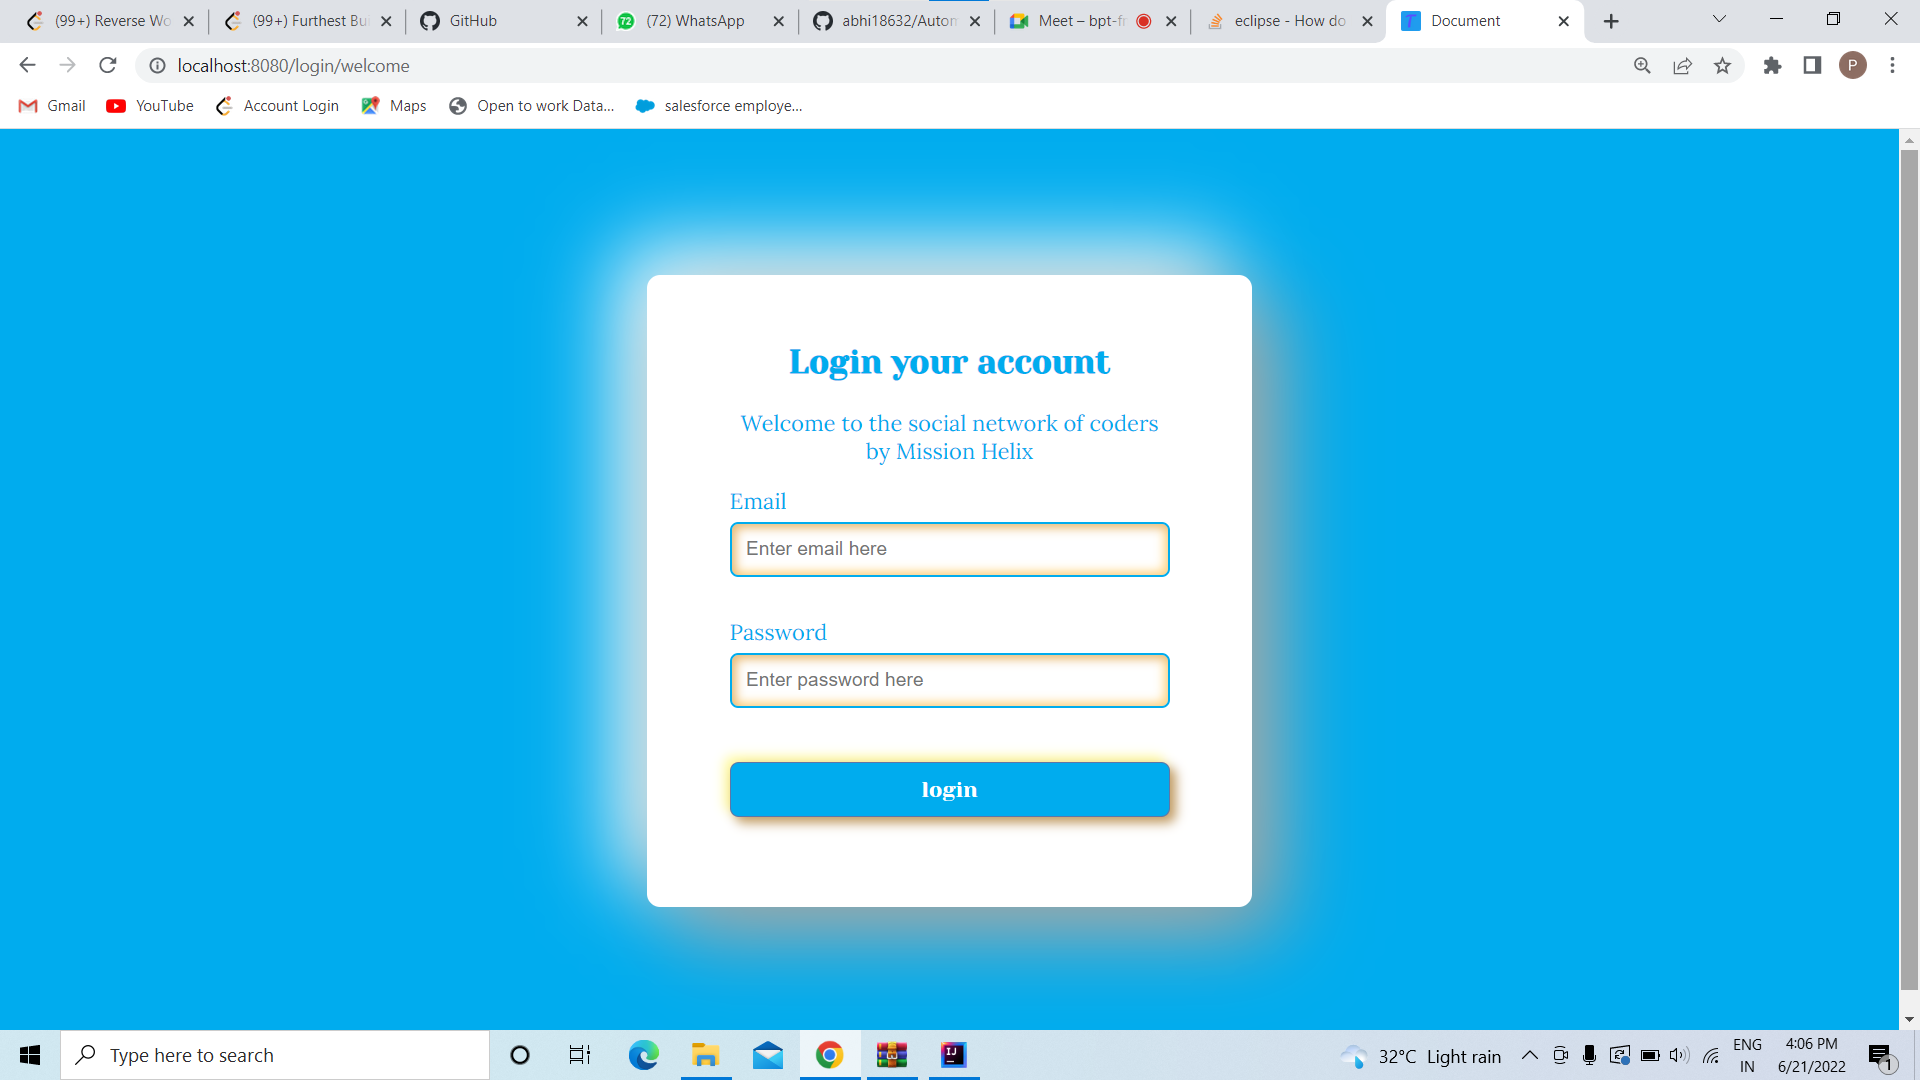 (99+) Reverse Wo
(99+) Furthest Bui
GitHub
72
(72) WhatsApp
abhi18632/Autom
Meet – bpt-fr
eclipse - How do
T
Document
localhost:8080/login/welcome
P
Gmail
YouTube
Account Login
Maps
Open to work Data...
salesforce employe...
Login your account
Welcome to the social network of coders
by Mission Helix
Email
Enter email here
Password
Enter password here
login
Type here to search
IJ
32°C Light rain
ENG
IN
4:06 PM
6/21/2022
1